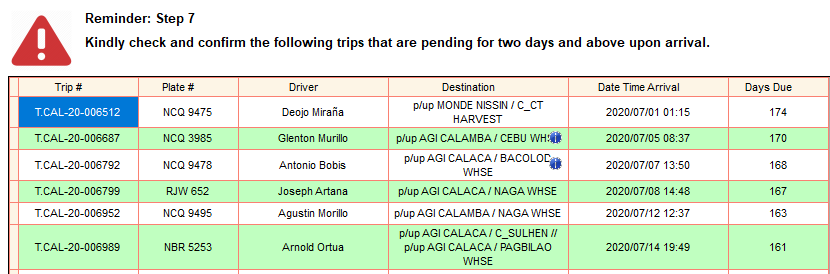 Reminder: Step 7
Kindly check and confirm the following trips that are pending for two days and above upon arrival.
Trip # Plate # Driver Destination Date Time Arrival Days Due
T.CAL-20-006512 NCQ 9475 Deojo Miraña p/up MONDE NISSIN / C_CT HARVEST 2020/07/01 01:15 174
T.CAL-20-006687 NCQ 3985 Glenton Murillo p/up AGI CALAMBA / CEBU WHSE 2020/07/05 08:37 170
T.CAL-20-006792 NCQ 9478 Antonio Bobis p/up AGI CALACA / BACOLOD WHSE 2020/07/07 13:50 168
T.CAL-20-006799 RJW 652 Joseph Artana p/up AGI CALACA / NAGA WHSE 2020/07/08 14:48 167
T.CAL-20-006952 NCQ 9495 Agustin Morillo p/up AGI CALAMBA / NAGA WHSE 2020/07/12 12:37 163
T.CAL-20-006989 NBR 5253 Arnold Ortua p/up AGI CALACA / C_SULHEN // p/up AGI CALACA / PAGBILAO WHSE 2020/07/14 19:49 161